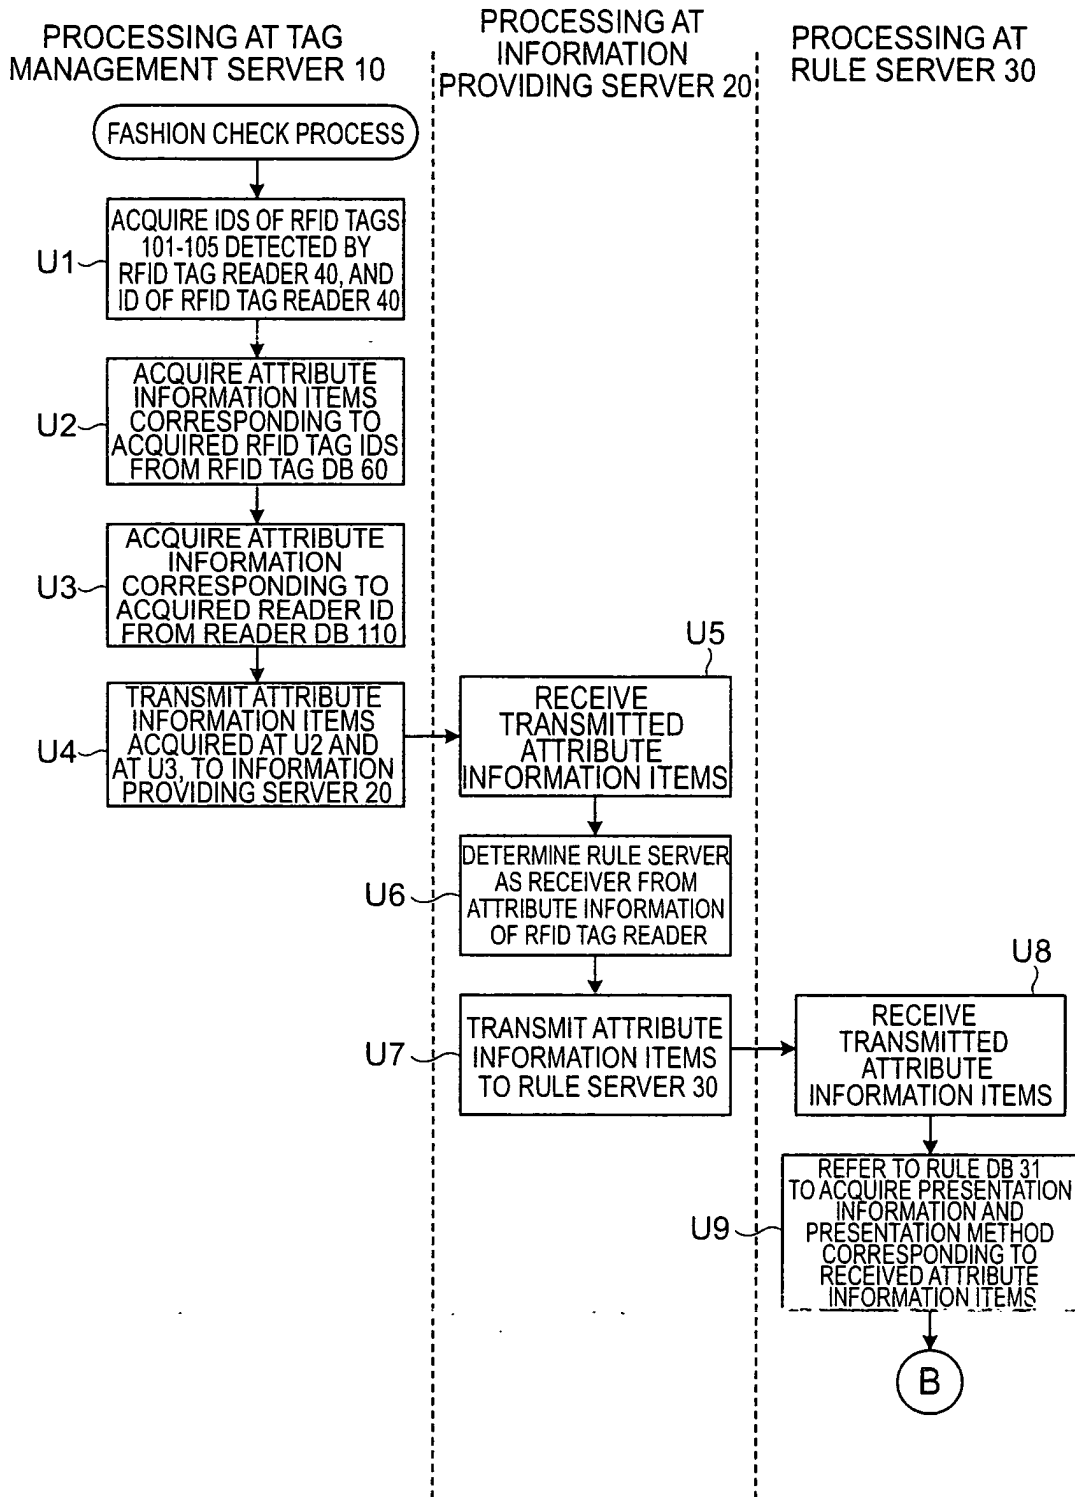 PROCESSING AT TAG
MANAGEMENT SERVER 10
PROCESSING AT
INFORMATION
PROVIDING SERVER 20
PROCESSING AT
RULE SERVER 30
FASHION CHECK PROCESS
U1
ACQUIRE IDS OF RFID TAGS
101-105 DETECTED BY
RFID TAG READER 40, AND
ID OF RFID TAG READER 40
U2
ACQUIRE ATTRIBUTE
INFORMATION ITEMS
CORRESPONDING TO
ACQUIRED RFID TAG IDS
FROM RFID TAG DB 60
U3
ACQUIRE ATTRIBUTE
INFORMATION
CORRESPONDING TO
ACQUIRED READER ID
FROM READER DB 110
U4
TRANSMIT ATTRIBUTE
INFORMATION ITEMS
ACQUIRED AT U2 AND
AT U3, TO INFORMATION
PROVIDING SERVER 20
U5
RECEIVE
TRANSMITTED
ATTRIBUTE
INFORMATION ITEMS
U6
DETERMINE RULE SERVER
AS RECEIVER FROM
ATTRIBUTE INFORMATION
OF RFID TAG READER
U7
TRANSMIT ATTRIBUTE
INFORMATION ITEMS
TO RULE SERVER 30
U8
RECEIVE
TRANSMITTED
ATTRIBUTE
INFORMATION ITEMS
U9
REFER TO RULE DB 31
TO ACQUIRE PRESENTATION
INFORMATION AND
PRESENTATION METHOD
CORRESPONDING TO
RECEIVED ATTRIBUTE
INFORMATION ITEMS
B